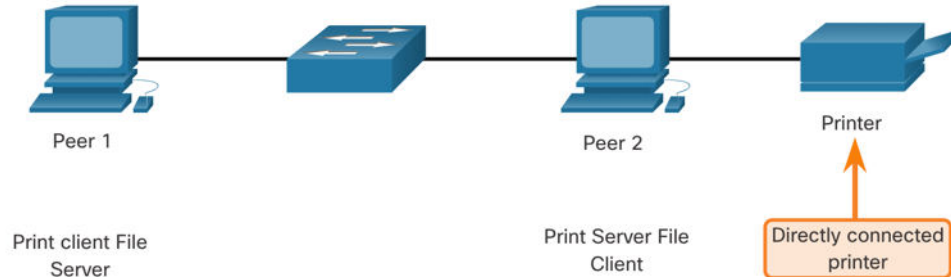 Peer 1
Peer 2
Printer
Print client File
Server
Print Server File
Client
Directly connected
printer